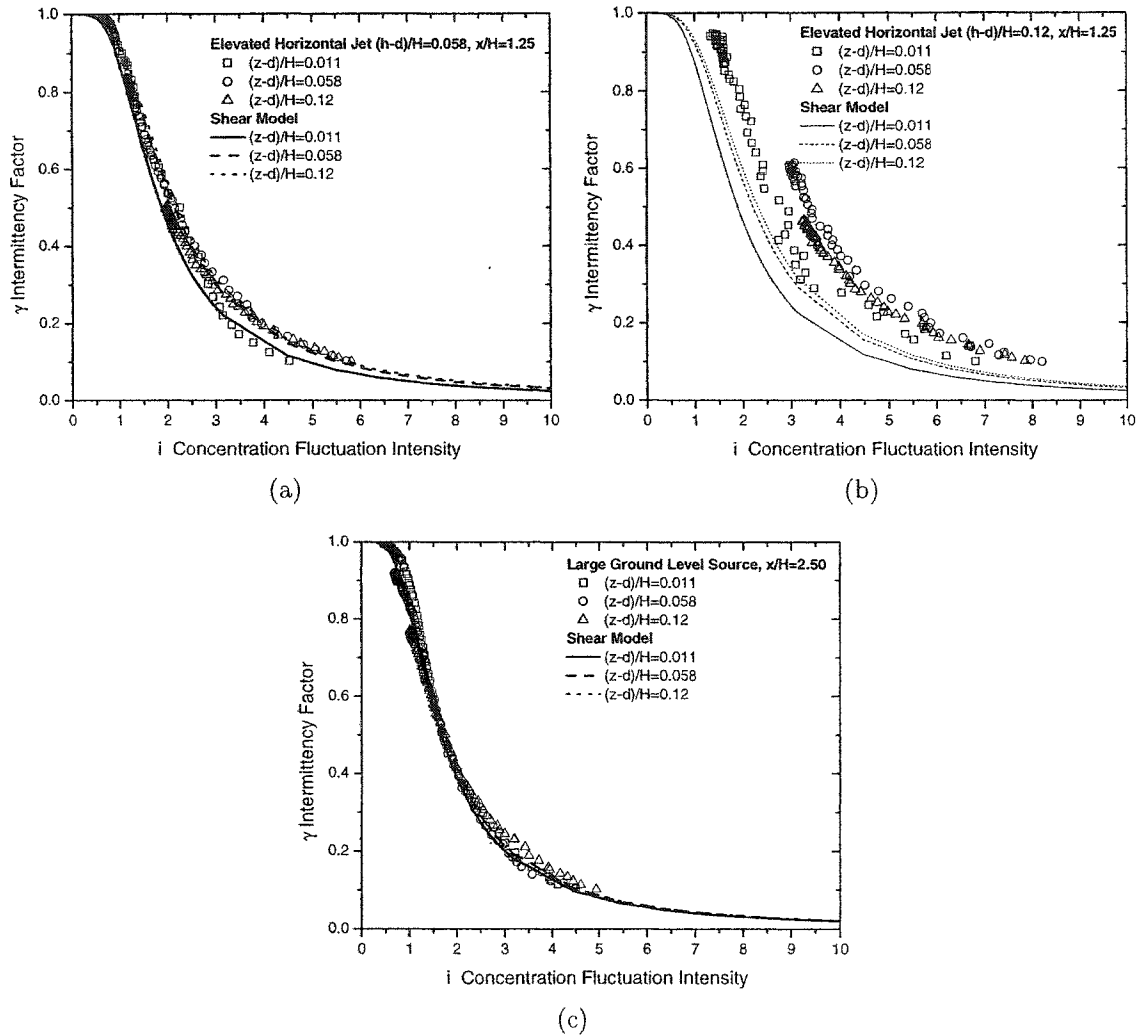 Elevated Horizontal Jet (h-d)/H=0.058, x/H=1.25
(z-d)/H=0.011
(z-d)/H=0.058
(z-d)/H=0.12
Shear Model
(z-d)/H=0.011
(z-d)/H=0.058
(z-d)/H=0.12
γ Intermittency Factor
1.0
0.8
0.6
0.4
0.2
0.0
0 1 2 3 4 5 6 7 8 9 10
i Concentration Fluctuation Intensity
(a)
Elevated Horizontal Jet (h-d)/H=0.12, x/H=1.25
(z-d)/H=0.011
(z-d)/H=0.058
(z-d)/H=0.12
Shear Model
(z-d)/H=0.011
(z-d)/H=0.058
(z-d)/H=0.12
γ Intermittency Factor
1.0
0.8
0.6
0.4
0.2
0.0
0 1 2 3 4 5 6 7 8 9 10
i Concentration Fluctuation Intensity
(b)
Large Ground Level Source, x/H=2.50
(z-d)/H=0.011
(z-d)/H=0.058
(z-d)/H=0.12
Shear Model
(z-d)/H=0.011
(z-d)/H=0.058
(z-d)/H=0.12
γ Intermittency Factor
1.0
0.8
0.6
0.4
0.2
0.0
0 1 2 3 4 5 6 7 8 9 10
i Concentration Fluctuation Intensity
(c)